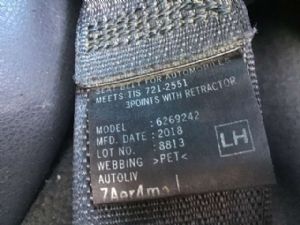 SEAT BELT FOR AUTOMOBILE
MEETS TIS 721-2551
3POINTS WITH RETRACTOR
MODEL : 6269242
MFD. DATE : 2018
LOT NO. : 8813
LH
WEBBING >PET<
AUTOLIV